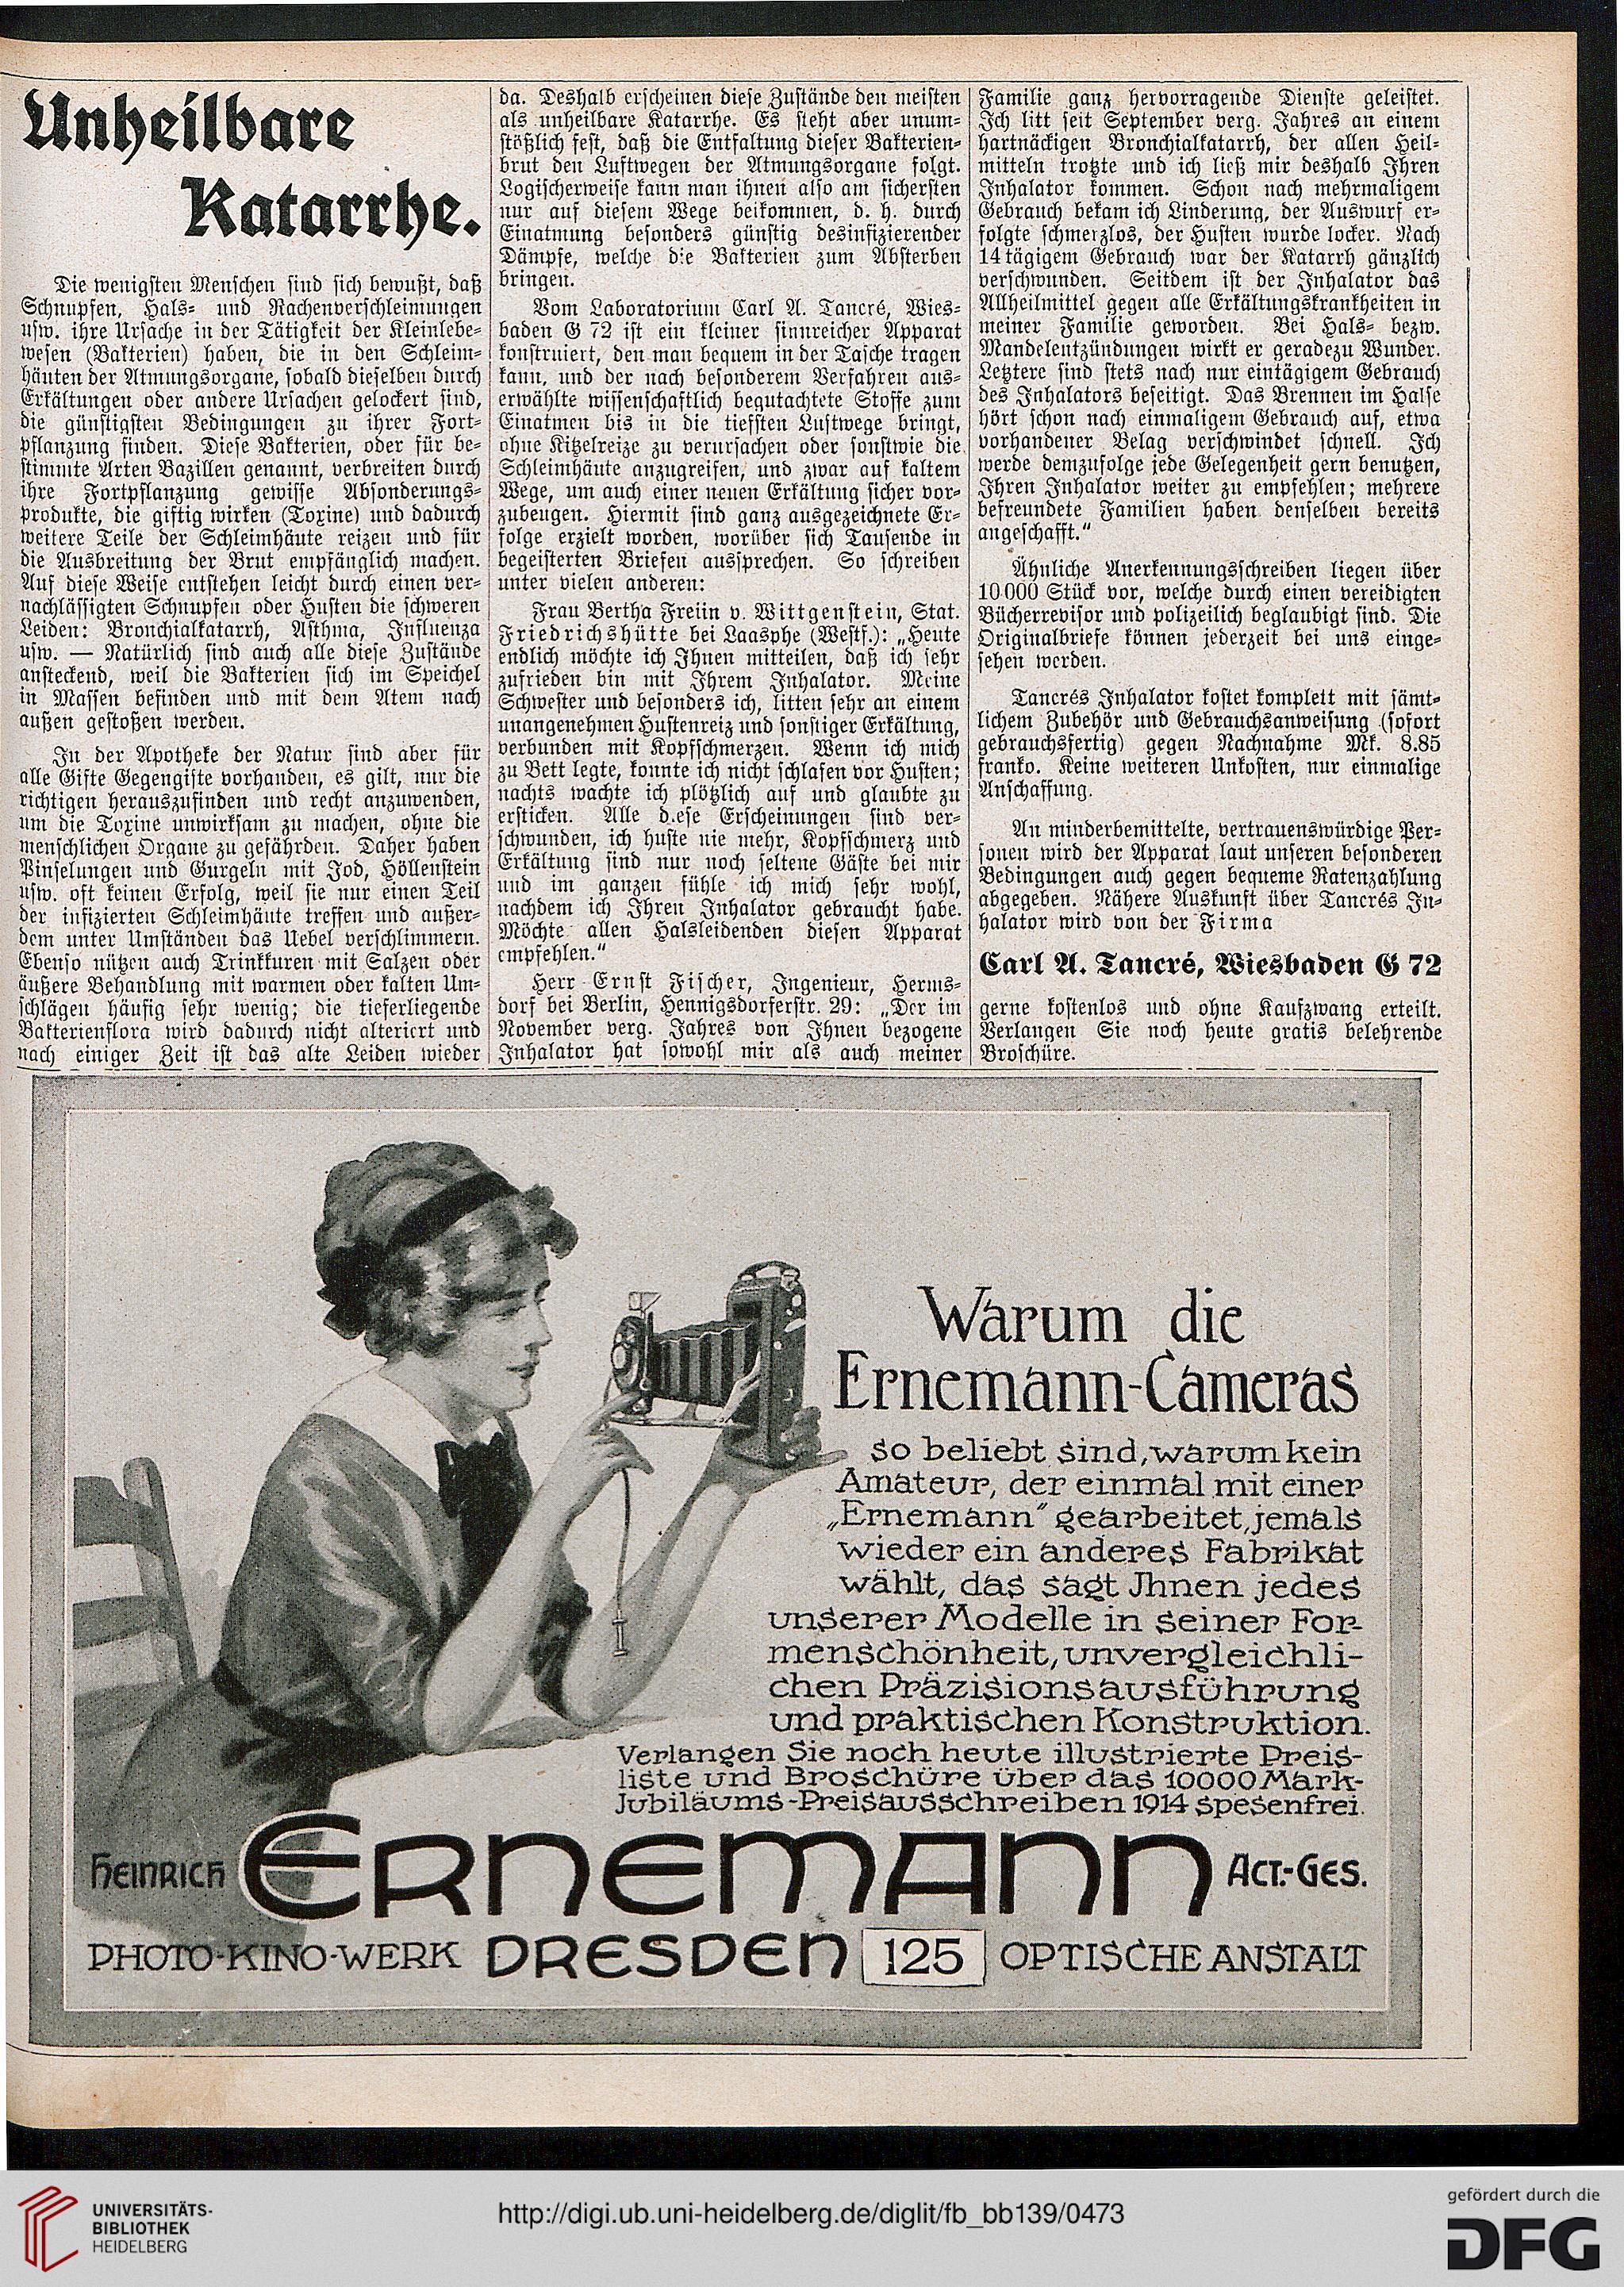 Unheilbare
Katarrhe.
Die wenigsten Menschen sind sich bewußt, daß
Schnupfen, Hals- und Rachenverschleimungen
usw. ihre Ursache in der Tätigkeit der Kleinlebe-
wesen (Bakterien) haben, die in den Schleim-
häuten der Atmungsorgane, sobald dieselben durch
Erkältungen oder andere Ursachen gelockert sind,
die günstigsten Bedingungen zu ihrer Fort-
pflanzung finden. Diese Bakterien, oder für be-
stimmte Arten Bazillen genannt, verbreiten durch
ihre Fortpflanzung gewisse Absonderungs-
produkte, die giftig wirken (Toxine) und dadurch
weitere Teile der Schleimhäute reizen und für
die Ausbreitung der Brut empfänglich machen.
Auf diese Weise entstehen leicht durch einen ver-
nachlässigten Schnupfen oder Husten die schweren
Leiden: Bronchialkatarrh, Asthma, Influenza
usw. — Natürlich sind auch alle diese Zustände
ansteckend, weil die Bakterien sich im Speichel
in Massen befinden und mit dem Atem nach
außen gestoßen werden.
In der Apotheke der Natur sind aber für
alle Gifte Gegengifte vorhanden, es gilt, nur die
richtigen herauszufinden und recht anzuwenden,
um die Toxine unwirksam zu machen, ohne die
menschlichen Organe zu gefährden. Daher haben
Pinselungen und Gurgeln mit Jod, Höllenstein
usw. oft keinen Erfolg, weil sie nur einen Teil
der infizierten Schleimhäute treffen und außer-
dem unter Umständen das Uebel verschlimmern.
Ebenso nützen auch Trinkkuren mit Salzen oder
äußere Behandlung mit warmen oder kalten Um-
schlägen häufig sehr wenig; die tieferliegende
Bakterienflora wird dadurch nicht alteriert und
nach einiger Zeit ist das alte Leiden wieder
da. Deshalb erscheinen diese Zustände den meisten
als unheilbare Katarrhe. Es steht aber unum-
stößlich fest, daß die Entfaltung dieser Bakterien-
brut den Luftwegen der Atmungsorgane folgt.
Logischerweise kann man ihnen also am sichersten
nur auf diesem Wege beikommen, d. h. durch
Einatmung besonders günstig desinfizierender
Dämpfe, welche die Bakterien zum Absterben
bringen.
Vom Laboratorium Carl A. Tancré, Wies-
baden G 72 ist ein kleiner sinnreicher Apparat
konstruiert, den man bequem in der Tasche tragen
kann, und der nach besonderem Verfahren aus-
erwählte wissenschaftlich begutachtete Stoffe zum
Einatmen bis in die tiefsten Luftwege bringt,
ohne Kitzelreize zu verursachen oder sonstwie die
Schleimhäute anzugreifen, und zwar auf kaltem
Wege, um auch einer neuen Erkältung sicher vor-
zubeugen. Hiermit sind ganz ausgezeichnete Er-
folge erzielt worden, worüber sich Tausende in
begeisterten Briefen aussprechen. So schreiben
unter vielen anderen:
Frau Bertha Freiin v. Wittgenstein, Stat.
Friedrichshütte bei Laasphe (Westf.): „Heute
endlich möchte ich Ihnen mitteilen, daß ich sehr
zufrieden bin mit Ihrem Inhalator. Meine
Schwester und besonders ich, litten sehr an einem
unangenehmen Hustenreiz und sonstiger Erkältung,
verbunden mit Kopfschmerzen. Wenn ich mich
zu Bett legte, konnte ich nicht schlafen vor Husten;
nachts wachte ich plötzlich auf und glaubte zu
ersticken. Alle diese Erscheinungen sind ver-
schwunden, ich huste nie mehr, Kopfschmerz und
Erkältung sind nur noch seltene Gäste bei mir
und im ganzen fühle ich mich sehr wohl,
nachdem ich Ihren Inhalator gebraucht habe.
Möchte allen Halsleidenden diesen Apparat
empfehlen.“
Herr Ernst Fischer, Ingenieur, Herms-
dorf bei Berlin, Hennigsdorferstr. 29: „Der im
November verg. Jahres von Ihnen bezogene
Inhalator hat sowohl mir als auch meiner
Familie ganz hervorragende Dienste geleistet.
Ich litt seit September verg. Jahres an einem
hartnäckigen Bronchialkatarrh, der allen Heil-
mitteln trotzte und ich ließ mir deshalb Ihren
Inhalator kommen. Schon nach mehrmaligem
Gebrauch bekam ich Linderung, der Auswurf er-
folgte schmerzlos, der Husten wurde locker. Nach
14 tägigem Gebrauch war der Katarrh gänzlich
verschwunden. Seitdem ist der Inhalator das
Allheilmittel gegen alle Erkältungskrankheiten in
meiner Familie geworden. Bei Hals- bezw.
Mandelentzündungen wirkt er geradezu Wunder.
Letztere sind stets nach nur eintägigem Gebrauch
des Inhalators beseitigt. Das Brennen im Halse
hört schon nach einmaligem Gebrauch auf, etwa
vorhandener Belag verschwindet schnell. Ich
werde demzufolge jede Gelegenheit gern benutzen,
Ihren Inhalator weiter zu empfehlen; mehrere
befreundete Familien haben denselben bereits
angeschafft.“
Ähnliche Anerkennungsschreiben liegen über
10 000 Stück vor, welche durch einen vereidigten
Bücherrevisor und polizeilich beglaubigt sind. Die
Originalbriefe können jederzeit bei uns einge-
sehen werden.
Tancrés Inhalator kostet komplett mit sämt-
lichem Zubehör und Gebrauchsanweisung (sofort
gebrauchsfertig) gegen Nachnahme Mk. 8.85
franko. Keine weiteren Unkosten, nur einmalige
Anschaffung.
An minderbemittelte, vertrauenswürdige Per-
sonen wird der Apparat laut unseren besonderen
Bedingungen auch gegen bequeme Ratenzahlung
abgegeben. Nähere Auskunft über Tancrés In-
halator wird von der Firma
Carl A. Tancré, Wiesbaden G 72
gerne kostenlos und ohne Kaufzwang erteilt.
Verlangen Sie noch heute gratis belehrende
Broschüre.
Warum die
Ernemann-Cameras
so beliebt sind, warum kein
Amateur, der einmal mit einer
„Ernemann“ gearbeitet, jemals
wieder ein anderes Fabrikat
wählt, das sagt Ihnen jedes
unserer Modelle in seiner For-
menschönheit, unvergleichli-
chen Präzisionsausführung
und praktischen Konstruktion.
Verlangen Sie noch heute illustrierte Preis-
liste und Broschüre über das 10000 Mark-
Jubiläums-Preisausschreiben 1914 spesenfrei.
HEINRICH ERNEMANN ACT.-GES.
PHOTO-KINO-WERK DRESDEN 125 OPTISCHE ANSTALT
UNIVERSITÄTS-
BIBLIOTHEK
HEIDELBERG
http://digi.ub.uni-heidelberg.de/diglit/fb_bb139/0473
gefördert durch die
DFG